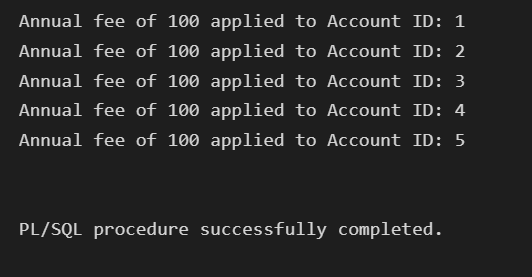 Annual fee of 100 applied to Account ID: 1
Annual fee of 100 applied to Account ID: 2
Annual fee of 100 applied to Account ID: 3
Annual fee of 100 applied to Account ID: 4
Annual fee of 100 applied to Account ID: 5
PL/SQL procedure successfully completed.